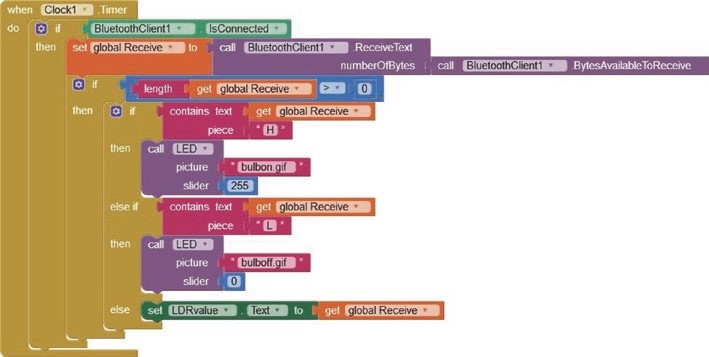 when Clock1 .Timer
do if BluetoothClient1 . IsConnected
then set global Receive to call BluetoothClient1 .ReceiveText
numberOfBytes call BluetoothClient1 .BytesAvailableToReceive
if length get global Receive > 0
then if contains text get global Receive
piece " H "
then call LED
picture " bulbon.gif "
slider 255
else if contains text get global Receive
piece " L "
then call LED
picture " bulboff.gif "
slider 0
else set LDRvalue . Text to get global Receive